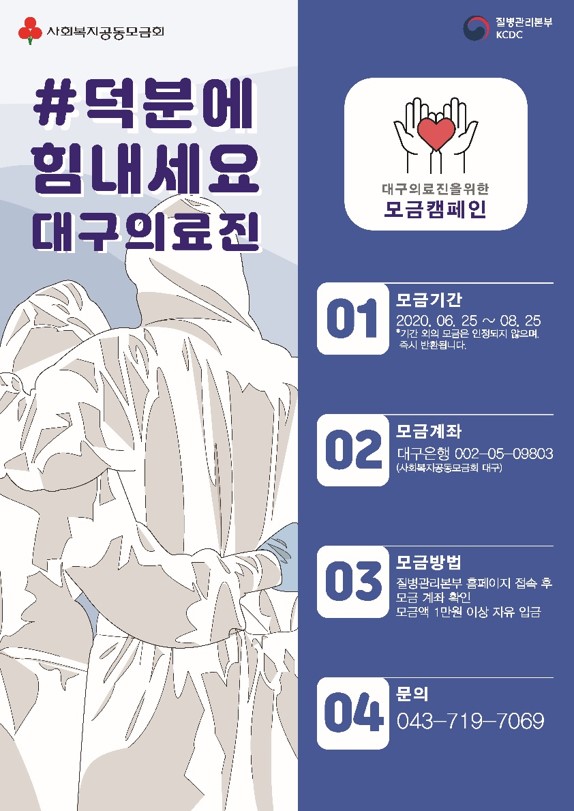 사회복지공동모금회
질병관리본부
KCDC
#덕분에
힘내세요
대구의료진
대구의료진을위한
모금캠페인
01
모금기간
2020. 06. 25 ~ 08. 25
*기간 외의 모금은 인정되지 않으며,
즉시 반환됩니다.
02
모금계좌
대구은행 002-05-09803
(사회복지공동모금회 대구)
03
모금방법
질병관리본부 홈페이지 접속 후
모금 계좌 확인
모금액 1만원 이상 자유 입금
04
문의
043-719-7069